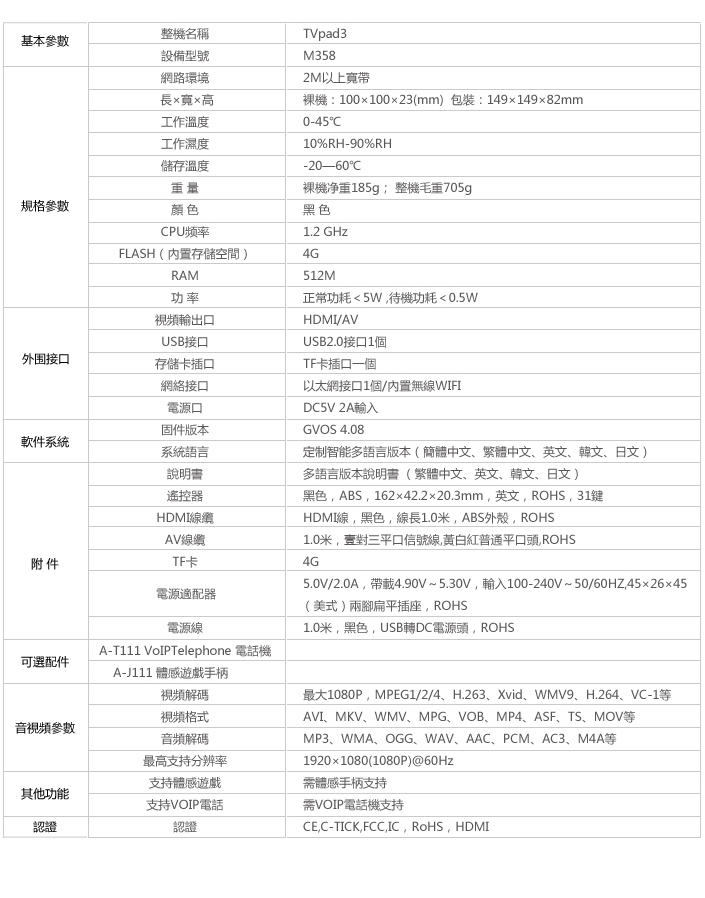 基本參數
整機名稱 TVpad3
設備型號 M358
規格參數
網路環境 2M以上寬帶
長×寬×高 裸機：100×100×23(mm) 包裝：149×149×82mm
工作溫度 0-45℃
工作濕度 10%RH-90%RH
儲存溫度 -20—60℃
重 量 裸機净重185g； 整機毛重705g
顏 色 黑 色
CPU頻率 1.2 GHz
FLASH（內置存儲空間） 4G
RAM 512M
功 率 正常功耗＜5W ,待機功耗＜0.5W
外围接口
視頻輸出口 HDMI/AV
USB接口 USB2.0接口1個
存儲卡插口 TF卡插口一個
網絡接口 以太網接口1個/內置無線WIFI
電源口 DC5V 2A輸入
軟件系統
固件版本 GVOS 4.08
系統語言 定制智能多語言版本（簡體中文、繁體中文、英文、韓文、日文）
附 件
說明書 多語言版本說明書（繁體中文、英文、韓文、日文）
遙控器 黑色，ABS，162×42.2×20.3mm，英文，ROHS，31鍵
HDMI線纜 HDMI線，黑色，線長1.0米，ABS外殼，ROHS
AV線纜 1.0米，壹對三平口信號線,黃白紅普通平口頭,ROHS
TF卡 4G
電源適配器 5.0V/2.0A，帶載4.90V～5.30V，輸入100-240V～50/60HZ,45×26×45
（美式）兩腳扁平插座，ROHS
電源線 1.0米，黑色，USB轉DC電源頭，ROHS
可選配件
A-T111 VoIPTelephone 電話機
A-J111 體感遊戲手柄
音視頻參數
視頻解碼 最大1080P，MPEG1/2/4、H.263、Xvid、WMV9、H.264、VC-1等
視頻格式 AVI、MKV、WMV、MPG、VOB、MP4、ASF、TS、MOV等
音頻解碼 MP3、WMA、OGG、WAV、AAC、PCM、AC3、M4A等
最高支持分辨率 1920×1080(1080P)@60Hz
其他功能
支持體感遊戲 需體感手柄支持
支持VOIP電話 需VOIP電話機支持
認證 認證 CE,C-TICK,FCC,IC，RoHS，HDMI